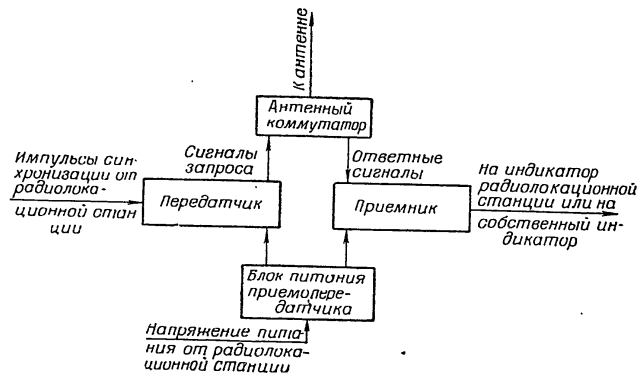 К антенне
Антенный
коммутатор
Сигналы
запроса
Ответные
сигналы
Импульсы син-
хронизации от
радиолока-
ционной стан
ции
Передатчик
Приемник
На индикатор
радиолокационной
станции или на
собственный ин-
дикатор
Блок питания
приемопере-
датчика
Напряжение пита-
ния от радиолока-
ционной станции